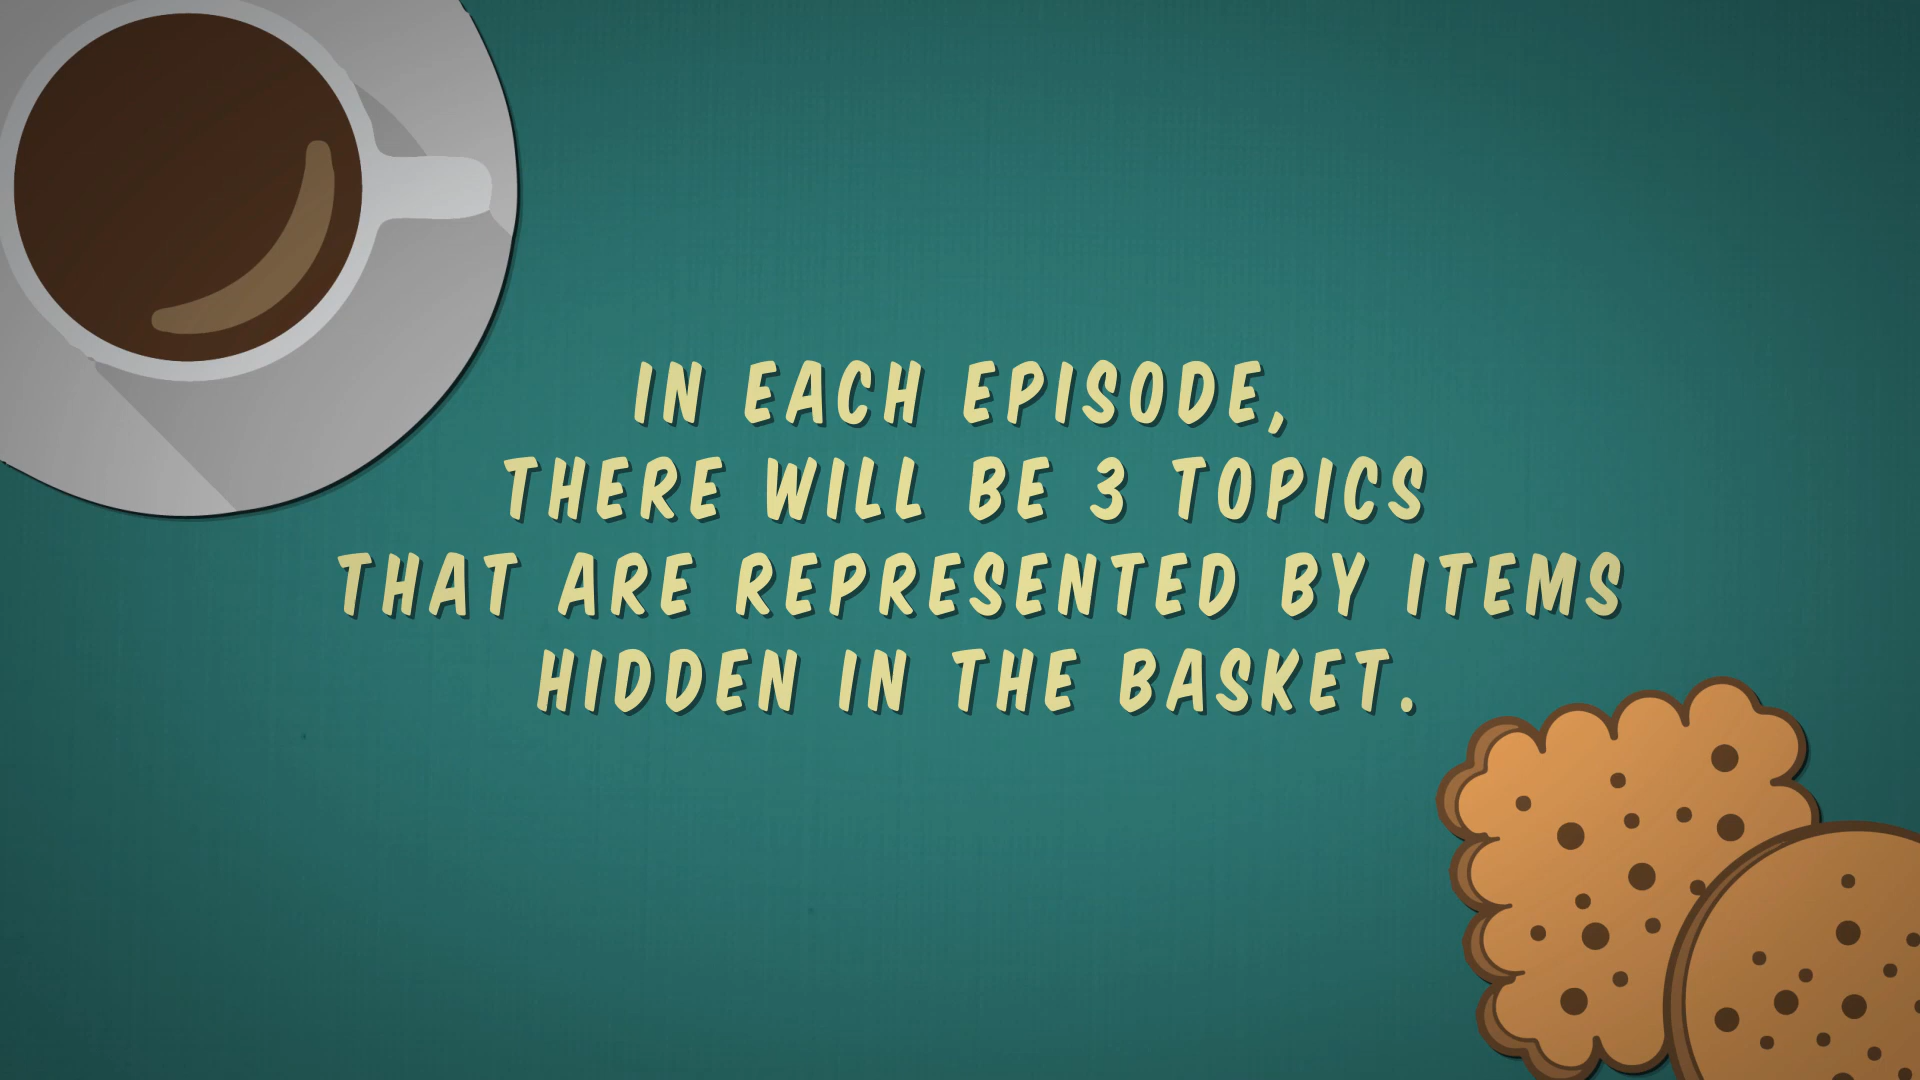 IN EACH EPISODE,
THERE WILL BE 3 TOPICS
THAT ARE REPRESENTED BY ITEMS
HIDDEN IN THE BASKET.